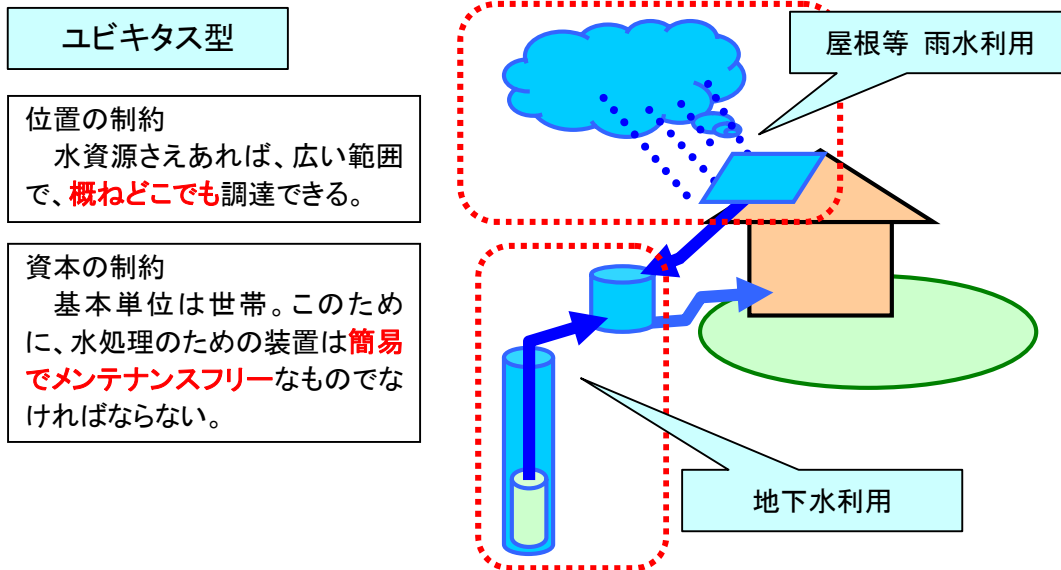 ユビキタス型
屋根等 雨水利用
位置の制約
　水資源さえあれば、広い範囲
で、概ねどこでも調達できる。
資本の制約
　基本単位は世帯。このため
に、水処理のための装置は簡易
でメンテナンスフリーなものでな
ければならない。
地下水利用